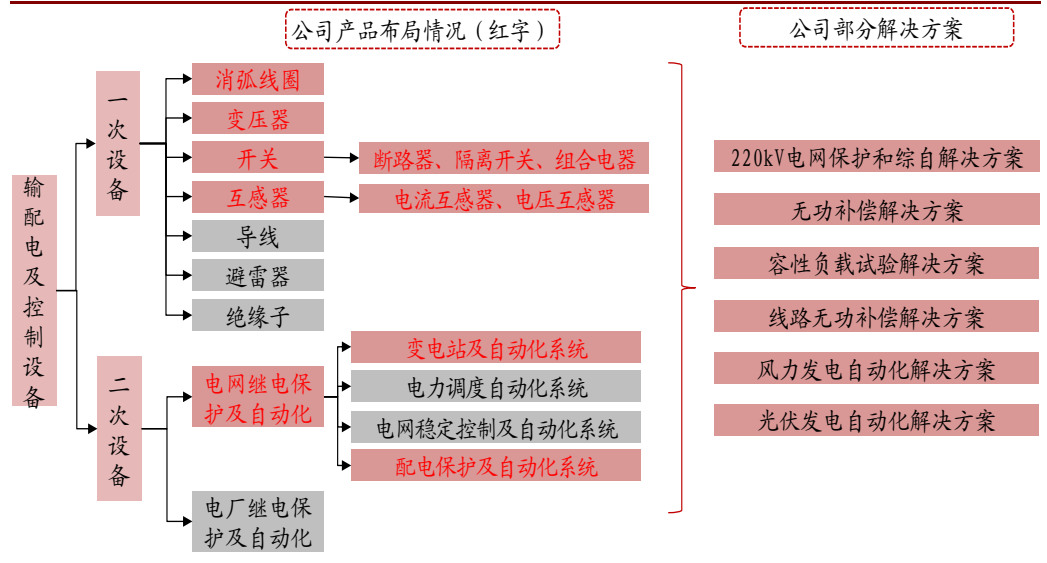 公司产品布局情况（红字）
公司部分解决方案
输配电及控制设备
一次设备
消弧线圈
变压器
开关
断路器、隔离开关、组合电器
互感器
电流互感器、电压互感器
导线
避雷器
绝缘子
二次设备
电网继电保
护及自动化
变电站及自动化系统
电力调度自动化系统
电网稳定控制及自动化系统
配电保护及自动化系统
电厂继电保
护及自动化
220kV电网保护和综自解决方案
无功补偿解决方案
容性负载试验解决方案
线路无功补偿解决方案
风力发电自动化解决方案
光伏发电自动化解决方案